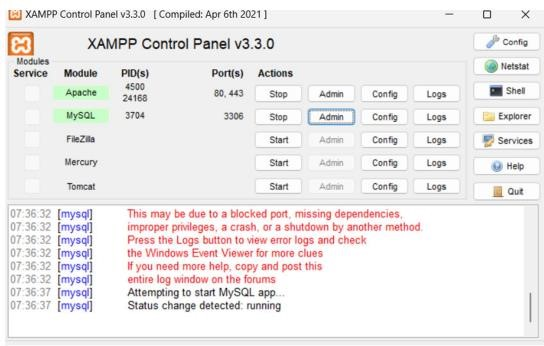 XAMPP Control Panel v3.3.0 [ Compiled: Apr 6th 2021 ]
XAMPP Control Panel v3.3.0
Config
Modules
Netstat
Service Module PID(s) Port(s) Actions
Apache 4500 24168 80, 443 Stop Admin Config Logs
Shell
MySQL 3704 3306 Stop Admin Config Logs
Explorer
FileZilla Start Admin Config Logs
Services
Mercury Start Admin Config Logs
Help
Tomcat Start Admin Config Logs
Quit
07:36:32 [mysql] This may be due to a blocked port, missing dependencies,
07:36:32 [mysql] improper privileges, a crash, or a shutdown by another method.
07:36:32 [mysql] Press the Logs button to view error logs and check
07:36:32 [mysql] the Windows Event Viewer for more clues
07:36:32 [mysql] If you need more help, copy and post this
07:36:32 [mysql] entire log window on the forums
07:36:37 [mysql] Attempting to start MySQL app...
07:36:37 [mysql] Status change detected: running